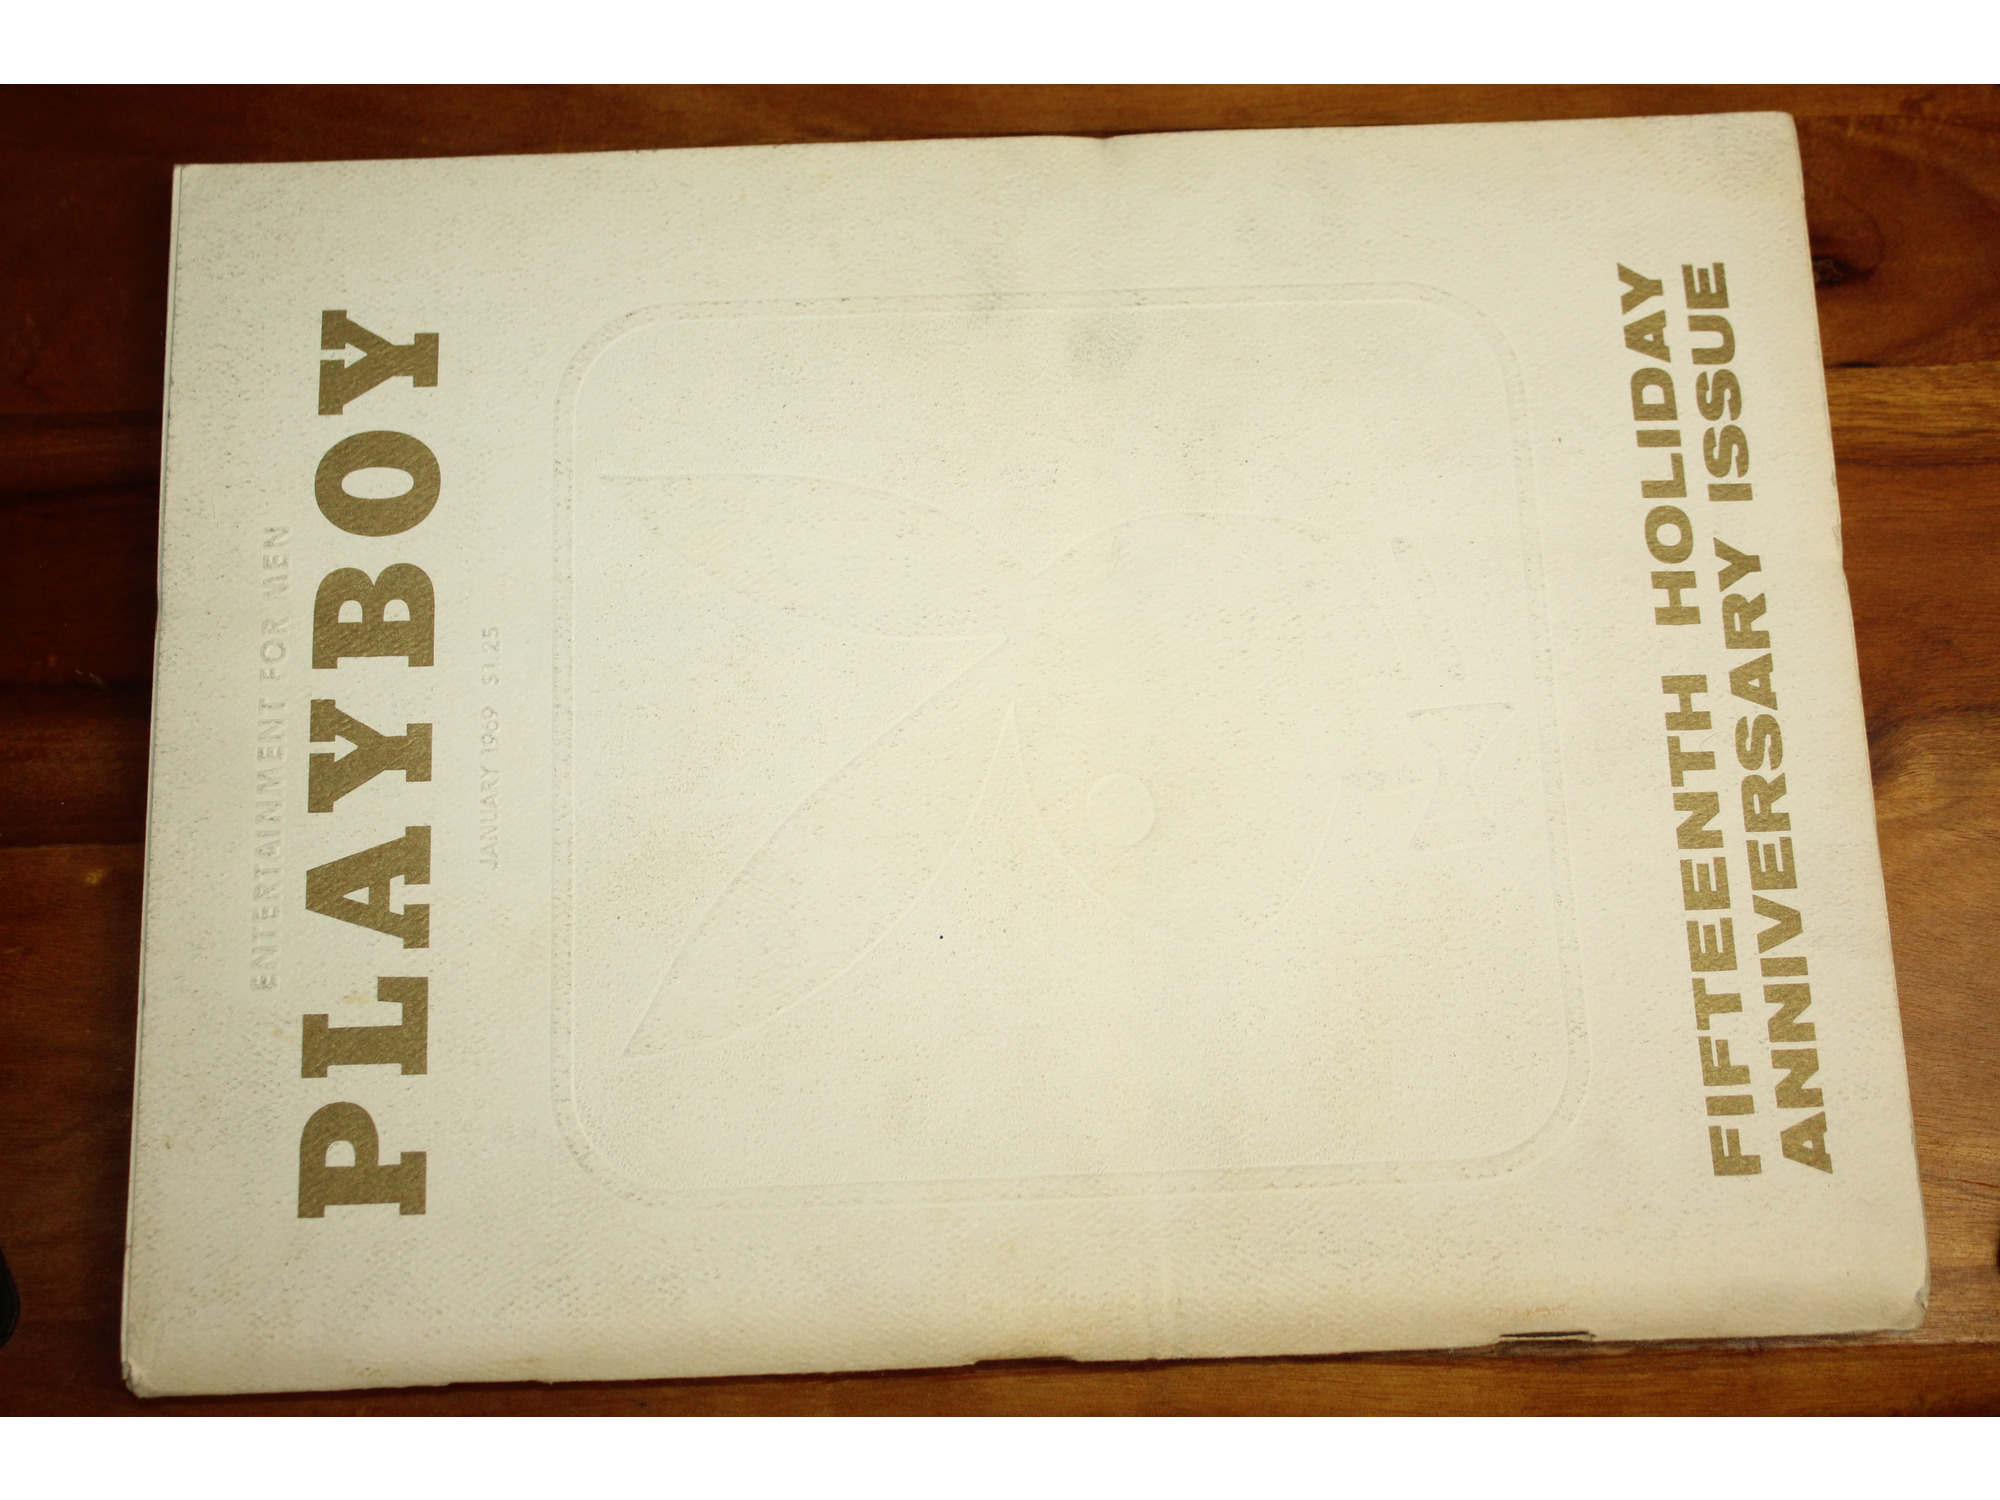 ENTERTAINMENT FOR MEN
PLAYBOY
JANUARY 1969 $1.25
FIFTEENTH HOLIDAY
ANNIVERSARY ISSUE